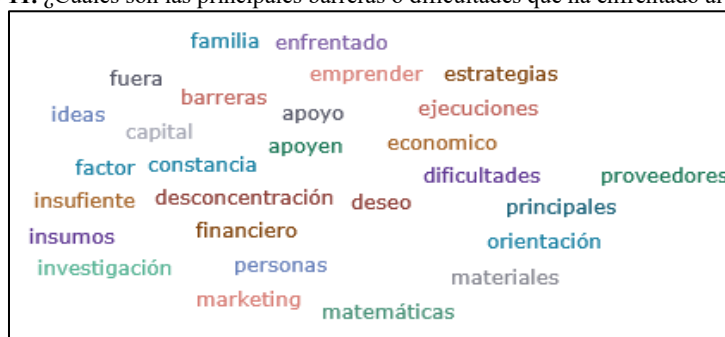 ¿Cuáles son las principales barreras o dificultades que ha enfrentado al
familia enfrentado
fuera emprender estrategias
ideas barreras apoyo ejecuciones
capital apoyen economico
factor constancia dificultades proveedores
insufiente desconcentración deseo principales
insumos financiero orientación
investigación personas materiales
marketing matemáticas